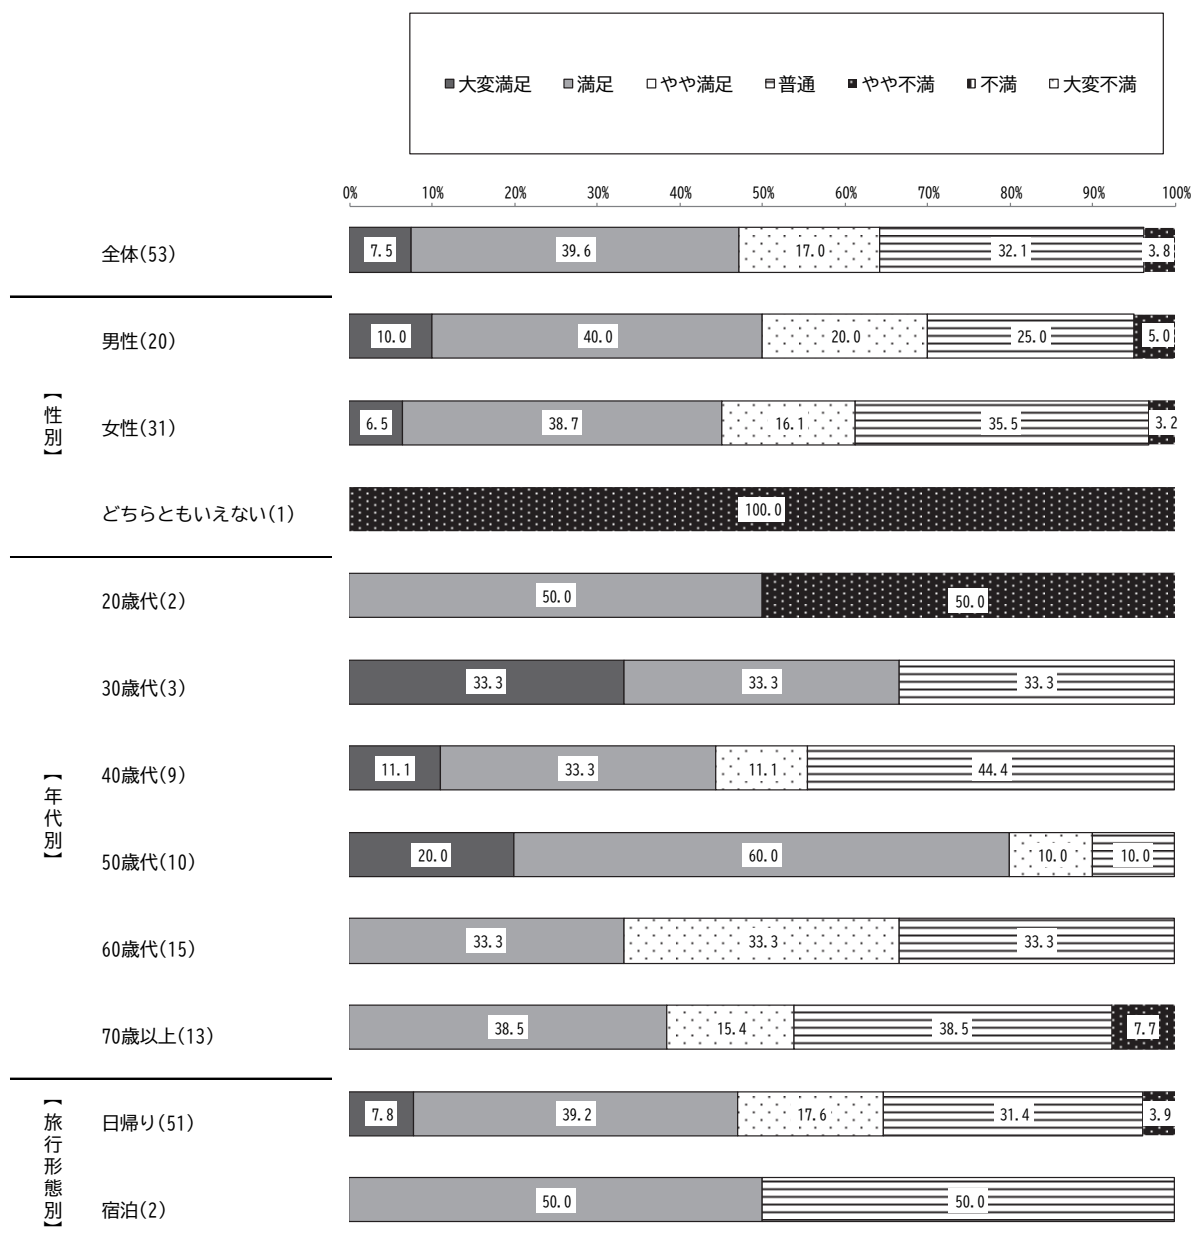 大変満足 満足 やや満足 普通 やや不満 不満 大変不満
0% 10% 20% 30% 40% 50% 60% 70% 80% 90% 100%
全体(53) 7.5 39.6 17.0 32.1 3.8
【性別】
男性(20) 10.0 40.0 20.0 25.0 5.0
女性(31) 6.5 38.7 16.1 35.5 3.2
どちらともいえない(1) 100.0
【年代別】
20歳代(2) 50.0 50.0
30歳代(3) 33.3 33.3 33.3
40歳代(9) 11.1 33.3 11.1 44.4
50歳代(10) 20.0 60.0 10.0 10.0
60歳代(15) 33.3 33.3 33.3
70歳以上(13) 38.5 15.4 38.5 7.7
【旅行形態別】
日帰り(51) 7.8 39.2 17.6 31.4 3.9
宿泊(2) 50.0 50.0